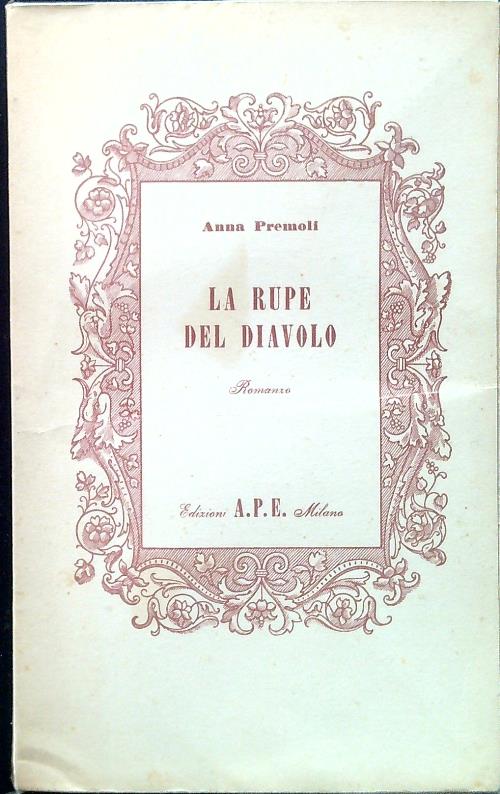 Anna Premoli
LA RUPE
DEL DIAVOLO
Romanzo
Edizioni A.P.E. Milano